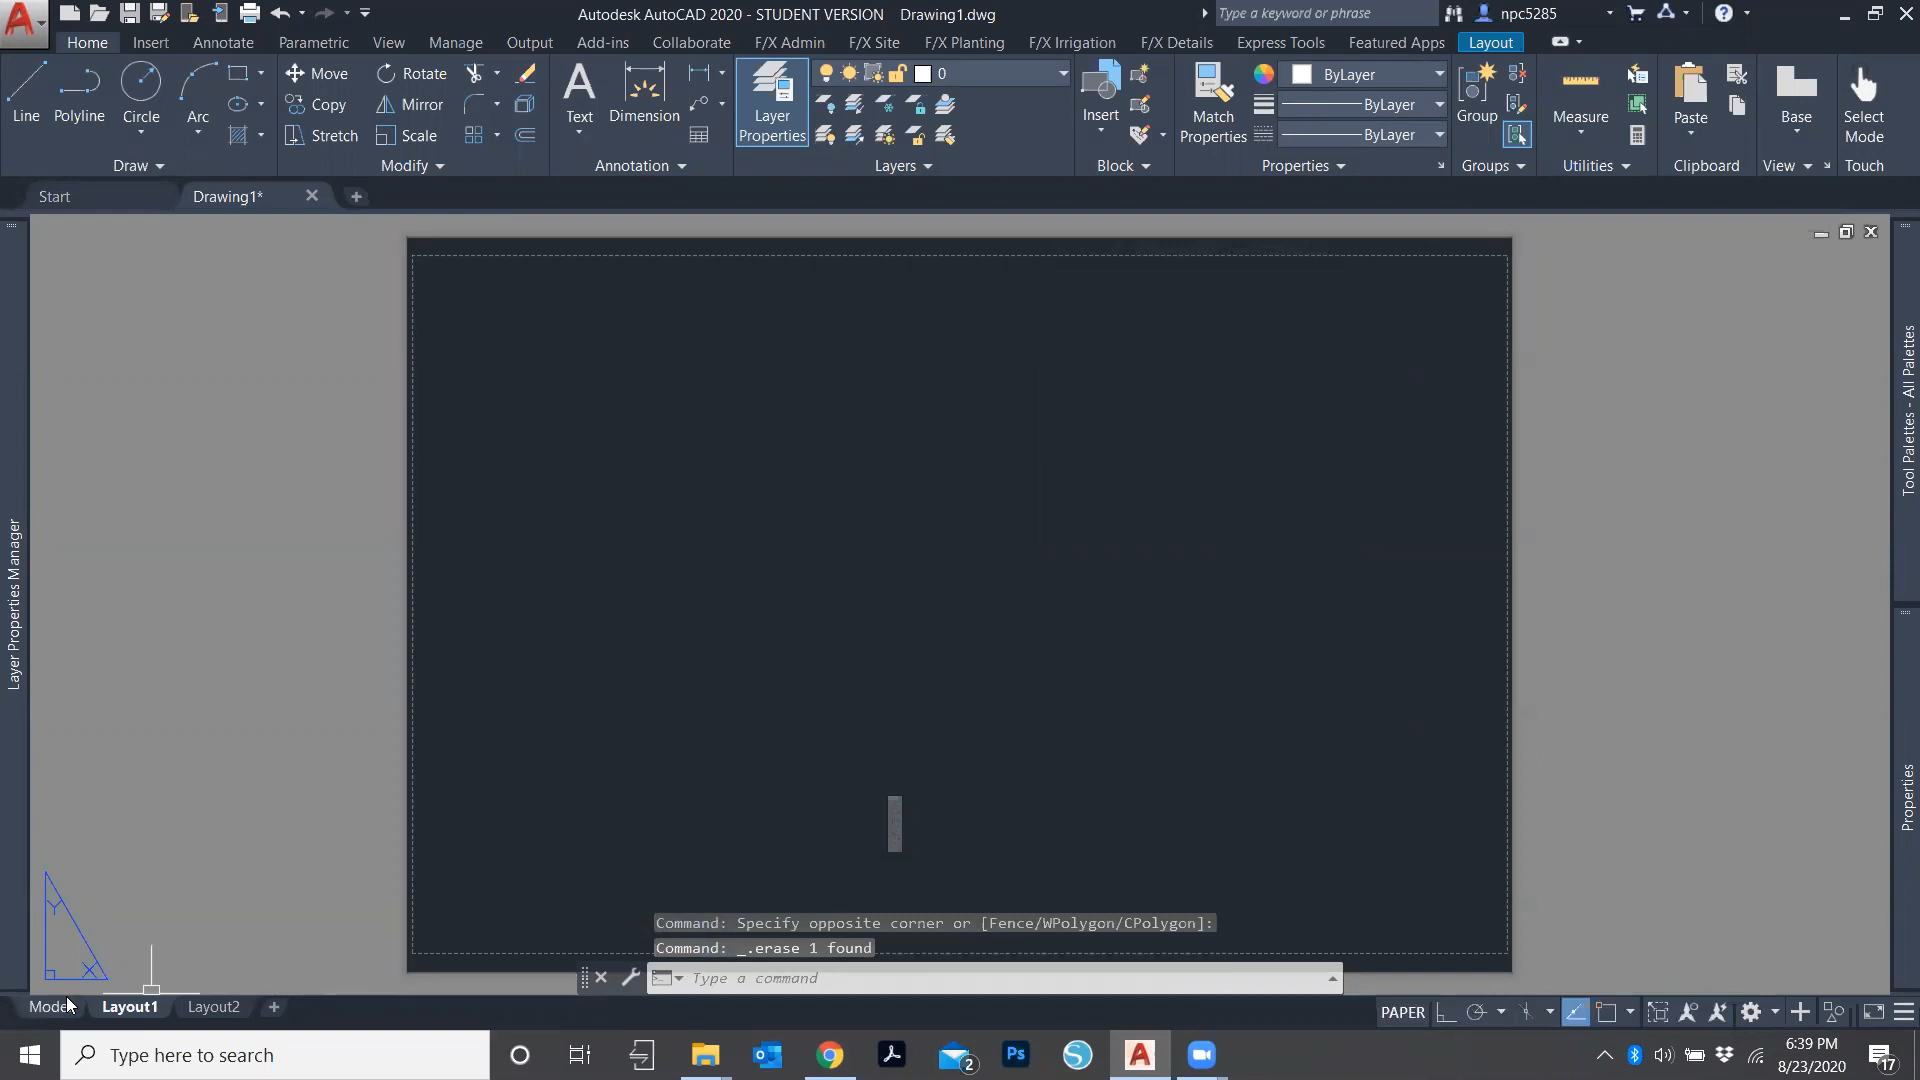 Autodesk AutoCAD 2020 - STUDENT VERSION Drawing1.dwg
Type a keyword or phrase
npc5285
Home Insert Annotate Parametric View Manage Output Add-ins Collaborate F/X Admin F/X Site F/X Planting F/X Irrigation F/X Details Express Tools Featured Apps Layout
Line Polyline Circle Arc
Move Rotate
Copy Mirror
Stretch Scale
Text Dimension
Layer Properties
0
Insert
Match Properties
ByLayer
ByLayer
ByLayer
Group
Measure
Paste
Base
Select Mode
Draw Modify Annotation Layers Block Properties Groups Utilities Clipboard View Touch
Start Drawing1*
Layer Properties Manager
Tool Palettes - All Palettes
Properties
Y
X
Command: Specify opposite corner or [Fence/WPolygon/CPolygon]:
Command: _.erase 1 found
Type a command
Model Layout1 Layout2
PAPER
Type here to search
2
Ps
6:39 PM
8/23/2020
17